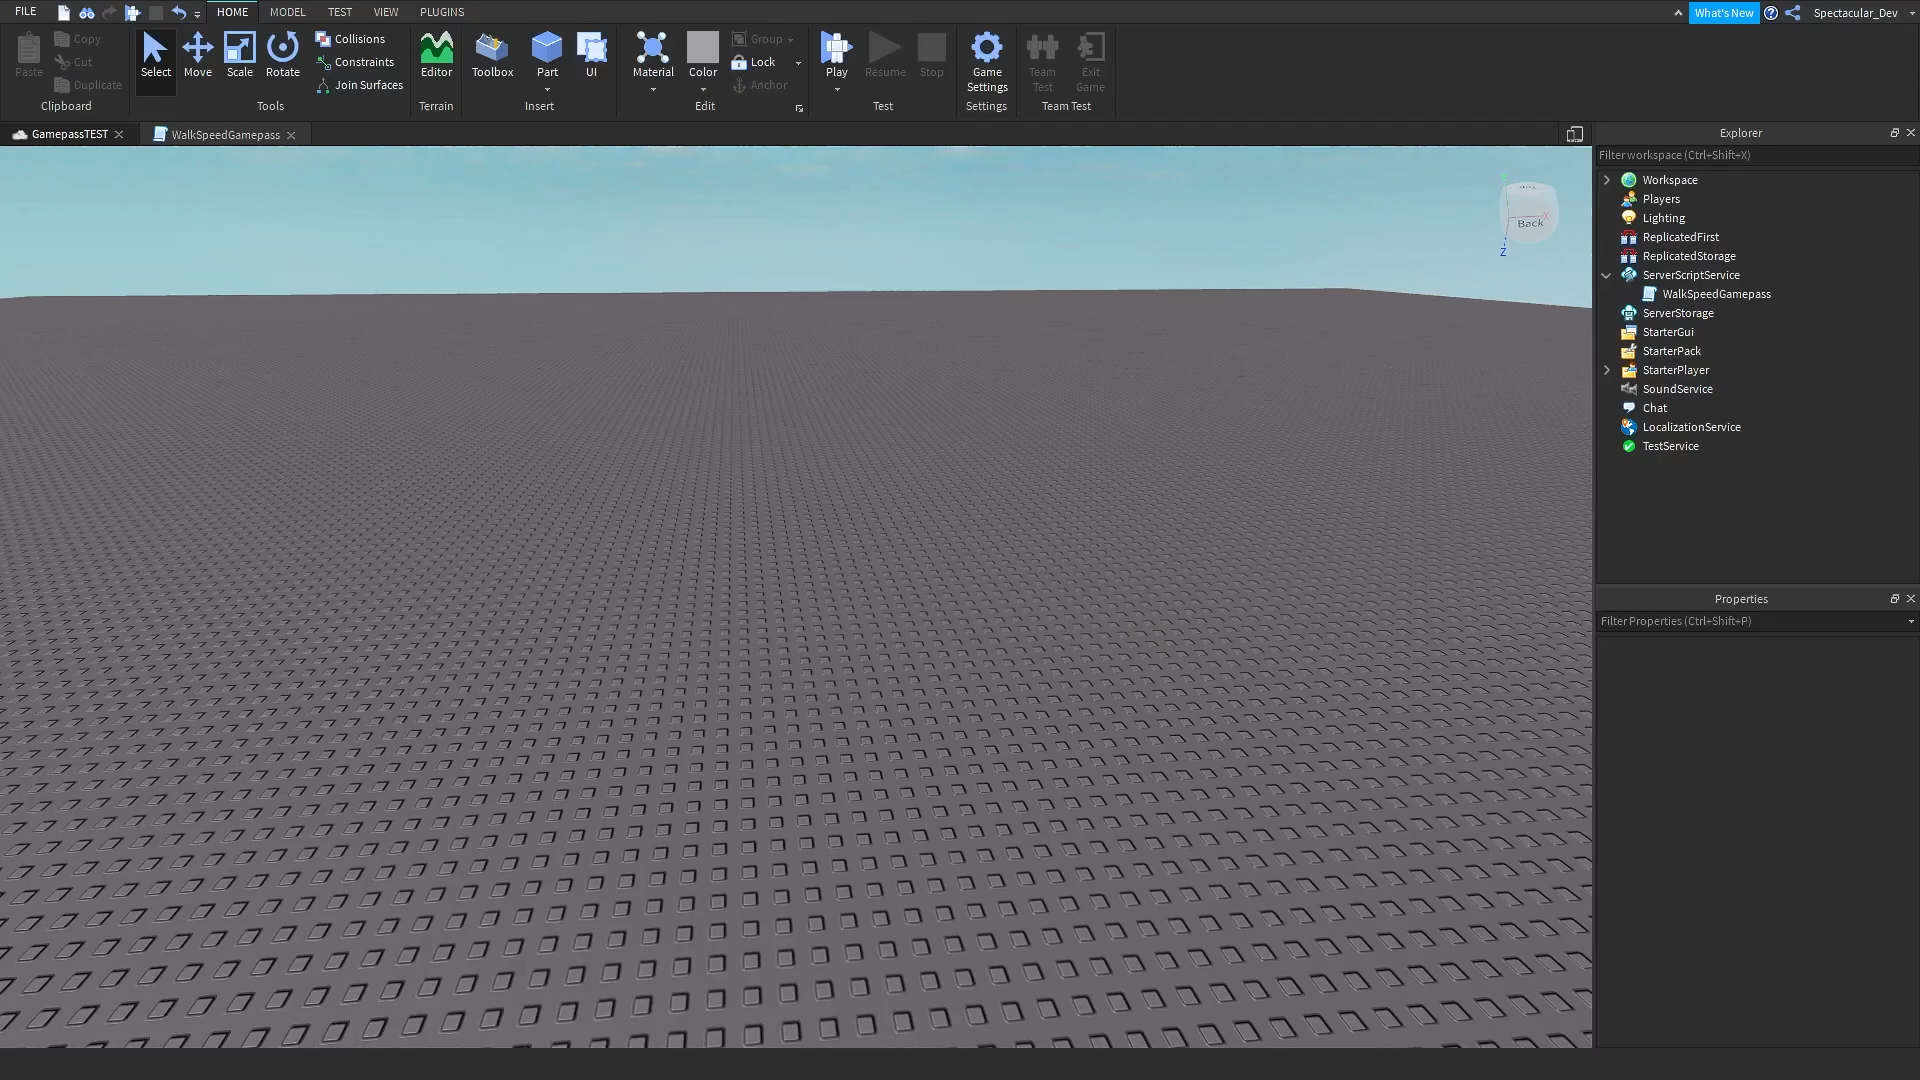 FILE HOME MODEL TEST VIEW PLUGINS What's New Spectacular_Dev
Paste Copy Cut Duplicate Clipboard
Select Move Scale Rotate Collisions Constraints Join Surfaces Tools
Editor Terrain
Toolbox Part UI Insert
Material Color Group Lock Anchor Edit
Play Resume Stop Test
Game Settings Settings
Team Test Exit Game Team Test
GamepassTEST WalkSpeedGamepass
Back
X
Z
Explorer
Filter workspace (Ctrl+Shift+X)
Workspace
Players
Lighting
ReplicatedFirst
ReplicatedStorage
ServerScriptService
WalkSpeedGamepass
ServerStorage
StarterGui
StarterPack
StarterPlayer
SoundService
Chat
LocalizationService
TestService
Properties
Filter Properties (Ctrl+Shift+P)